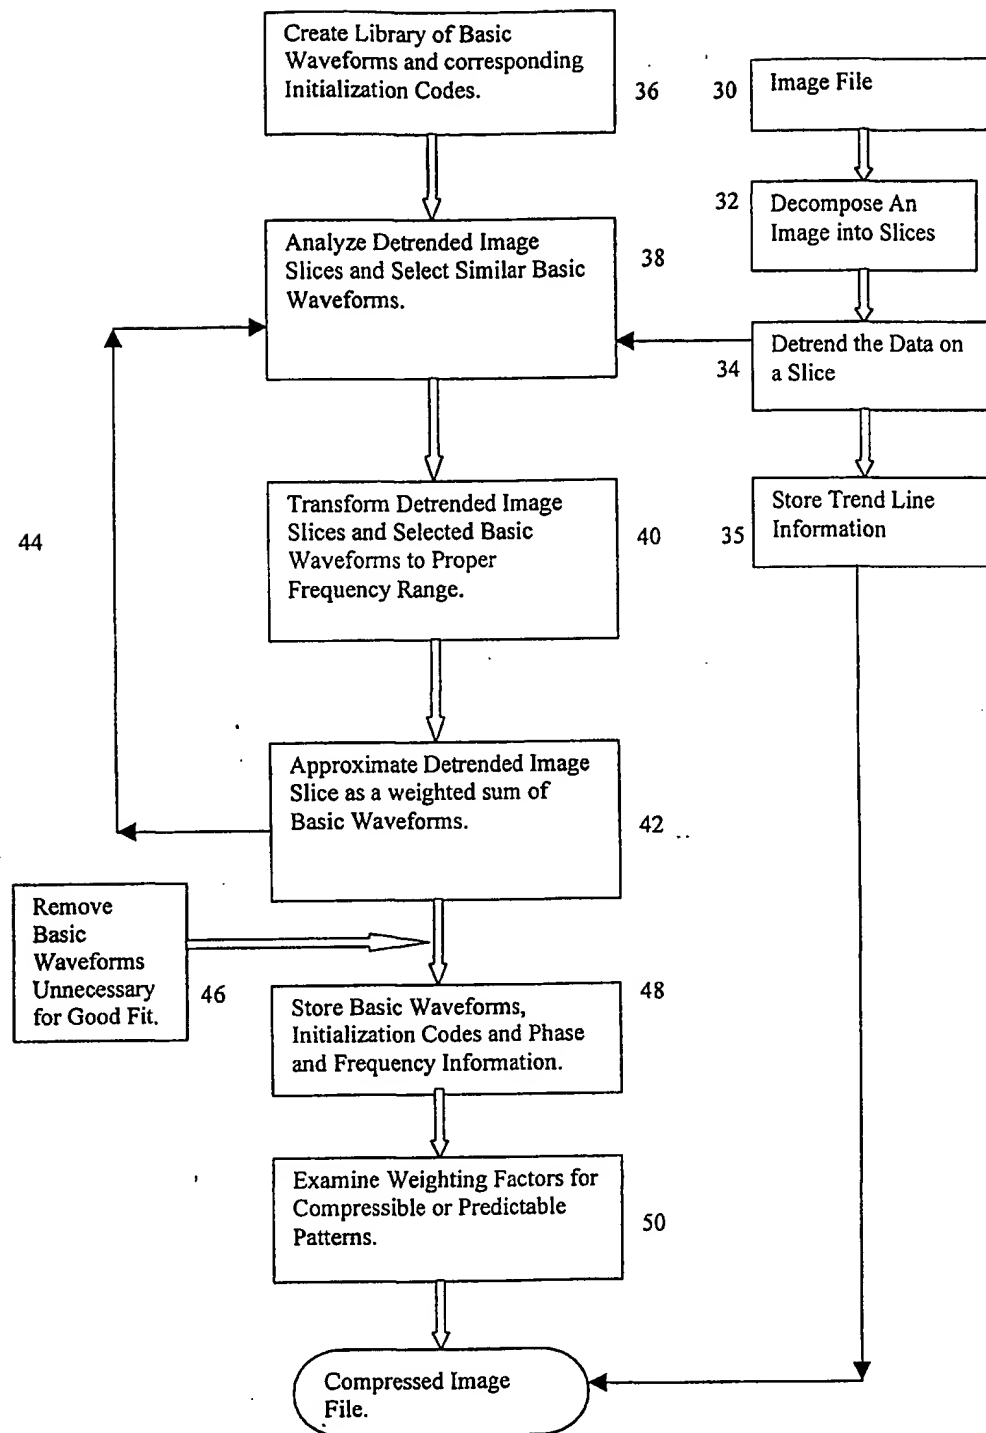 Create Library of Basic
Waveforms and corresponding
Initialization Codes.
36
30
Image File
32
Decompose An
Image into Slices
Analyze Detrended Image
Slices and Select Similar Basic
Waveforms.
38
Detrend the Data on
a Slice
34
Transform Detrended Image
Slices and Selected Basic
Waveforms to Proper
Frequency Range.
40
Store Trend Line
Information
35
44
Approximate Detrended Image
Slice as a weighted sum of
Basic Waveforms.
42
Remove
Basic
Waveforms
Unnecessary
for Good Fit.
46
Store Basic Waveforms,
Initialization Codes and Phase
and Frequency Information.
48
Examine Weighting Factors for
Compressible or Predictable
Patterns.
50
Compressed Image
File.